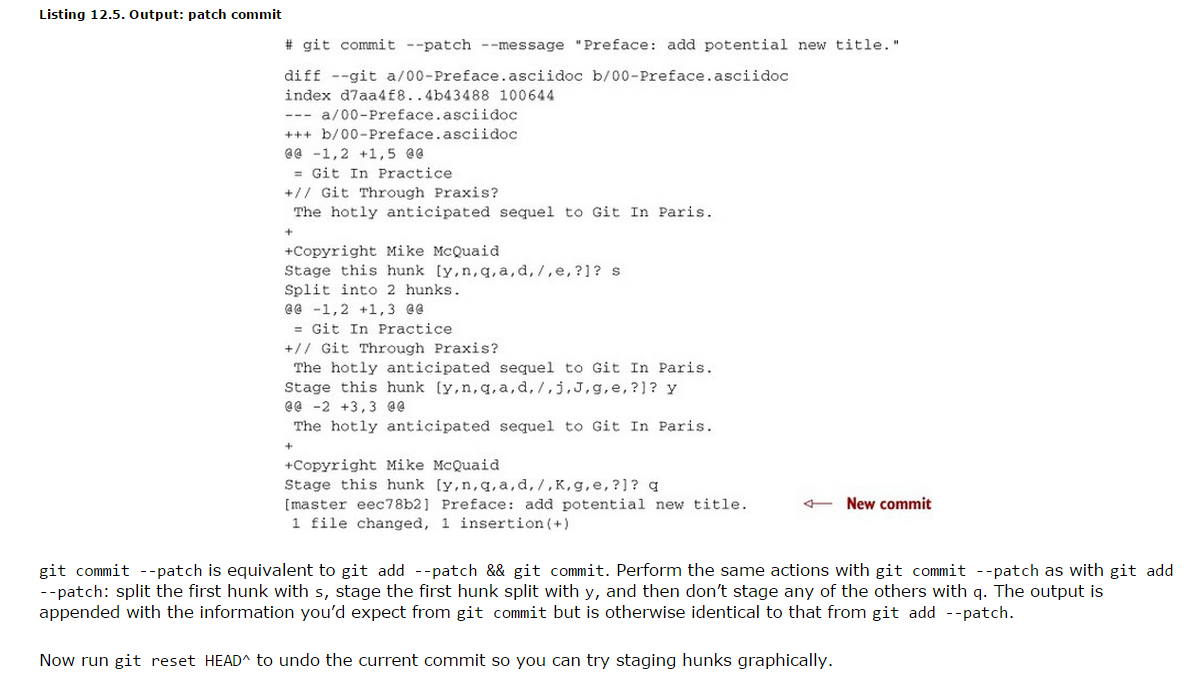 Listing 12.5. Output: patch commit
# git commit --patch --message "Preface: add potential new title."
diff --git a/00-Preface.asciidoc b/00-Preface.asciidoc
index d7aa4f8..4b43488 100644
--- a/00-Preface.asciidoc
+++ b/00-Preface.asciidoc
@@ -1,2 +1,5 @@
 = Git In Practice
+// Git Through Praxis?
 The hotly anticipated sequel to Git In Paris.
+
+Copyright Mike McQuaid
Stage this hunk [y,n,q,a,d,/,e,?]? s
Split into 2 hunks.
@@ -1,2 +1,3 @@
 = Git In Practice
+// Git Through Praxis?
 The hotly anticipated sequel to Git In Paris.
Stage this hunk [y,n,q,a,d,/,j,J,g,e,?]? y
@@ -2 +3,3 @@
 The hotly anticipated sequel to Git In Paris.
+
+Copyright Mike McQuaid
Stage this hunk [y,n,q,a,d,/,K,g,e,?]? q
[master eec78b2] Preface: add potential new title. ← New commit
 1 file changed, 1 insertion(+)
git commit --patch is equivalent to git add --patch && git commit. Perform the same actions with git commit --patch as with git add
--patch: split the first hunk with s, stage the first hunk split with y, and then don’t stage any of the others with q. The output is
appended with the information you’d expect from git commit but is otherwise identical to that from git add --patch.
Now run git reset HEAD^ to undo the current commit so you can try staging hunks graphically.